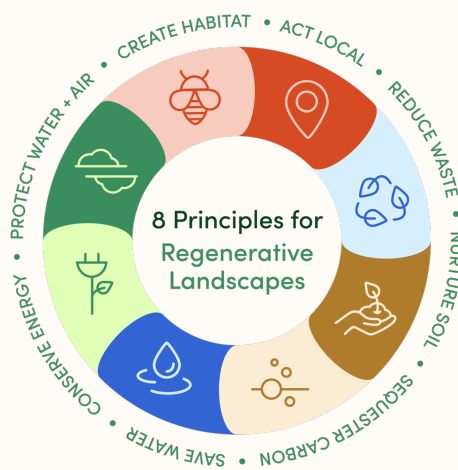 8 Principles for
Regenerative
Landscapes
ACT LOCAL
REDUCE WASTE
NURTURE SOIL
SEQUESTER CARBON
SAVE WATER
CONSERVE ENERGY
PROTECT WATER + AIR
CREATE HABITAT